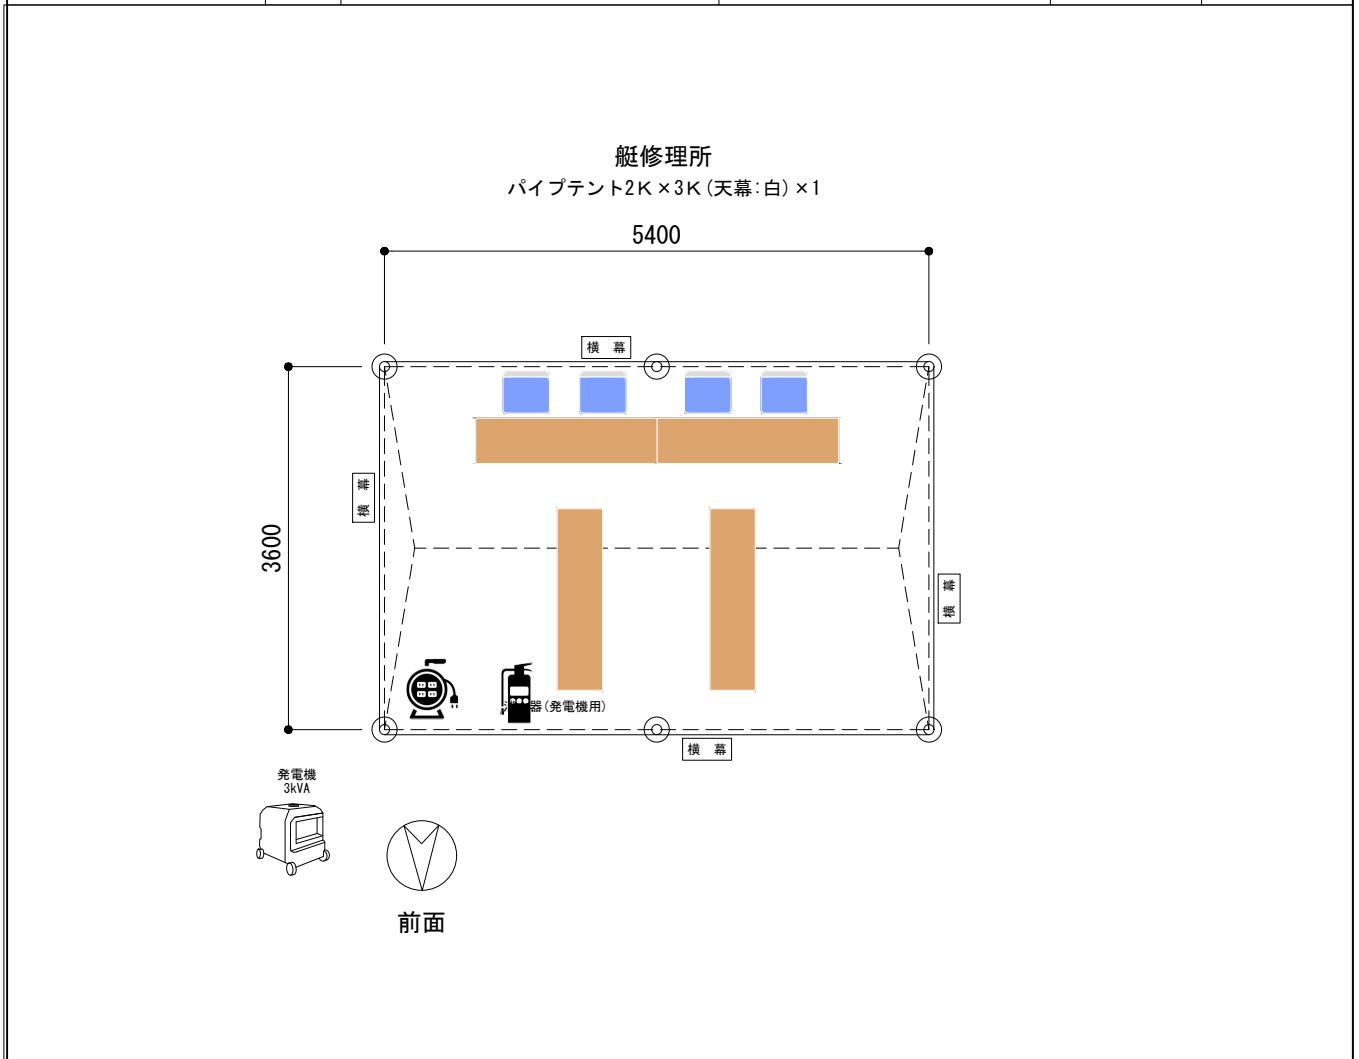 艇修理所
パイプテント2K×3K(天幕:白)×1
5400
横 幕
横 幕
3600
横 幕
器(発電機用)
横 幕
発電機
3kVA
前面